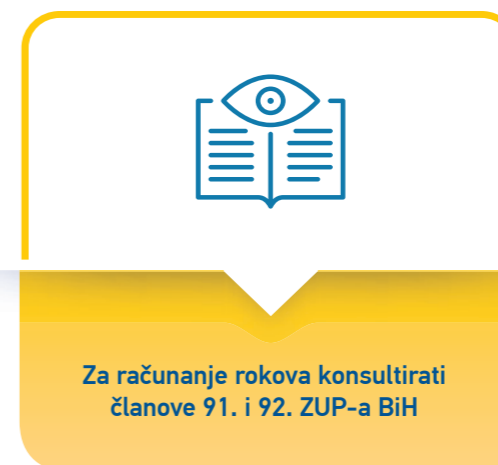 Za računanje rokova konsultirati
članove 91. i 92. ZUP-a BiH